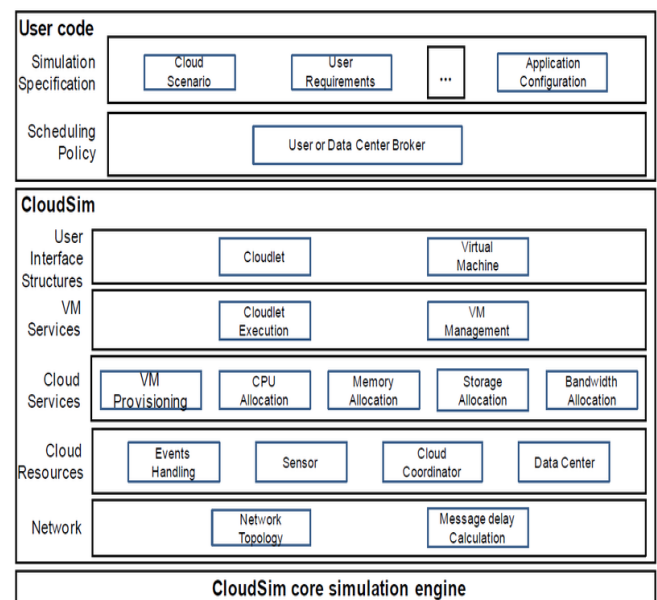 User code
Simulation
Specification
Cloud
Scenario
User
Requirements
...
Application
Configuration
Scheduling
Policy
User or Data Center Broker
CloudSim
User
Interface
Structures
Cloudlet
Virtual
Machine
VM
Services
Cloudlet
Execution
VM
Management
Cloud
Services
VM
Provisioning
CPU
Allocation
Memory
Allocation
Storage
Allocation
Bandwidth
Allocation
Cloud
Resources
Events
Handling
Sensor
Cloud
Coordinator
Data Center
Network
Network
Topology
Message delay
Calculation
CloudSim core simulation engine